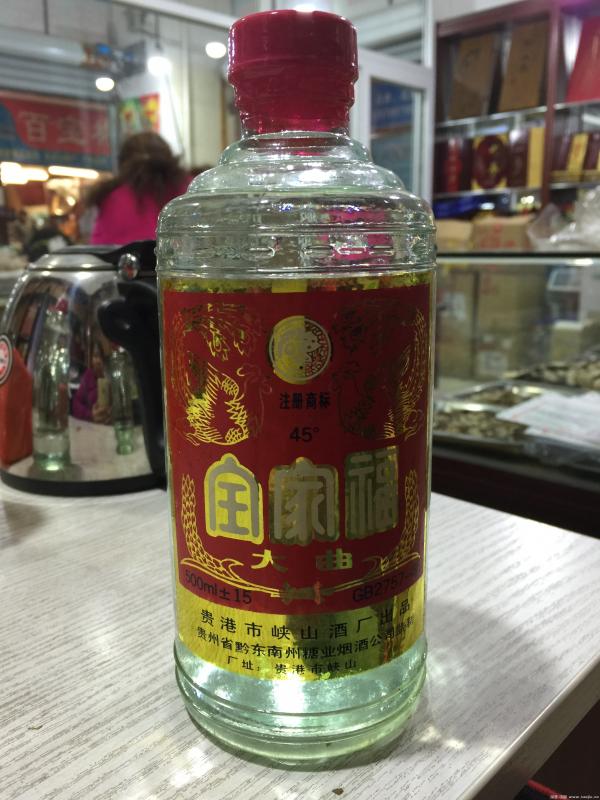 百宝
注册商标
45°
全家福
大曲
500ml±15
GB2757
贵港市峡山酒厂出品
贵州省黔东南州糖业烟酒公司
厂址：贵港市峡山